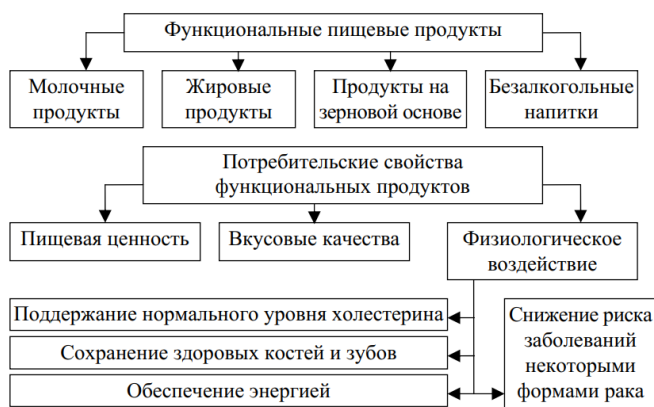 Функциональные пищевые продукты
Молочные
продукты
Жировые
продукты
Продукты на
зерновой основе
Безалкогольные
напитки
Потребительские свойства
функциональных продуктов
Пищевая ценность
Вкусовые качества
Физиологическое
воздействие
Поддержание нормального уровня холестерина
Сохранение здоровых костей и зубов
Обеспечение энергией
Снижение риска
заболеваний
некоторыми
формами рака